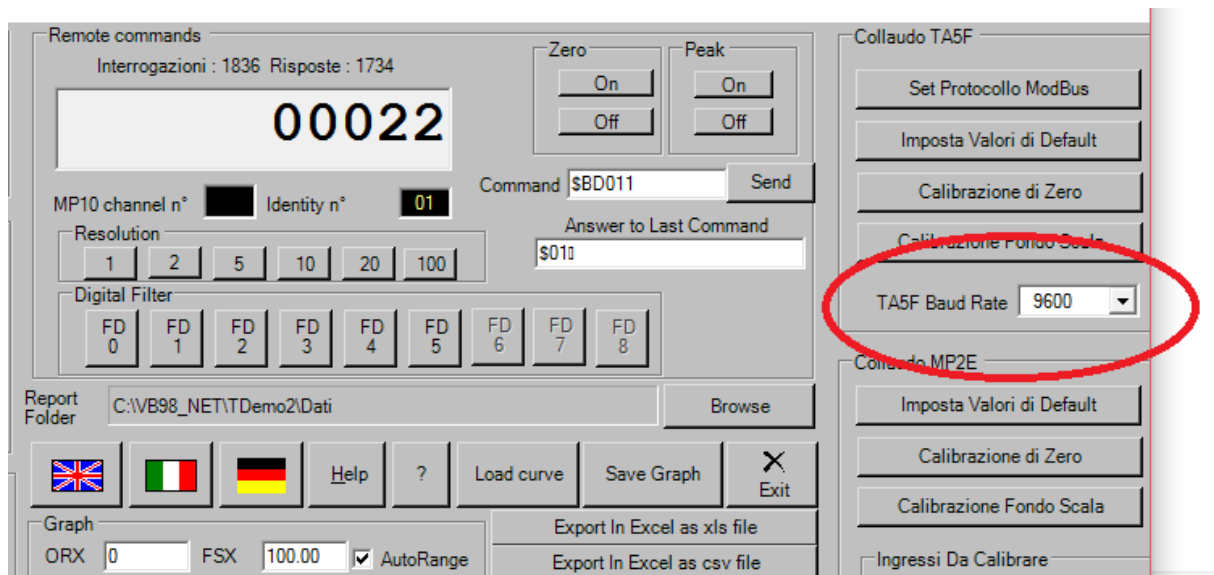 Remote commands
Interrogazioni : 1836 Risposte : 1734
00022
Zero
On
Off
Peak
On
Off
MP10 channel n°
Identity n° 01
Command $BD011 Send
Answer to Last Command
$01▯
Resolution
1 2 5 10 20 100
Digital Filter
FD 0 FD 1 FD 2 FD 3 FD 4 FD 5 FD 6 FD 7 FD 8
Report Folder C:\VB98_NET\TDemo2\Dati Browse
Help ? Load curve Save Graph Exit
Graph
ORX 0 FSX 100.00 AutoRange
Export In Excel as xls file
Export In Excel as csv file
Collaudo TA5F
Set Protocollo ModBus
Imposta Valori di Default
Calibrazione di Zero
Calibrazione Fondo Scala
TA5F Baud Rate 9600
Collaudo MP2E
Imposta Valori di Default
Calibrazione di Zero
Calibrazione Fondo Scala
Ingressi Da Calibrare